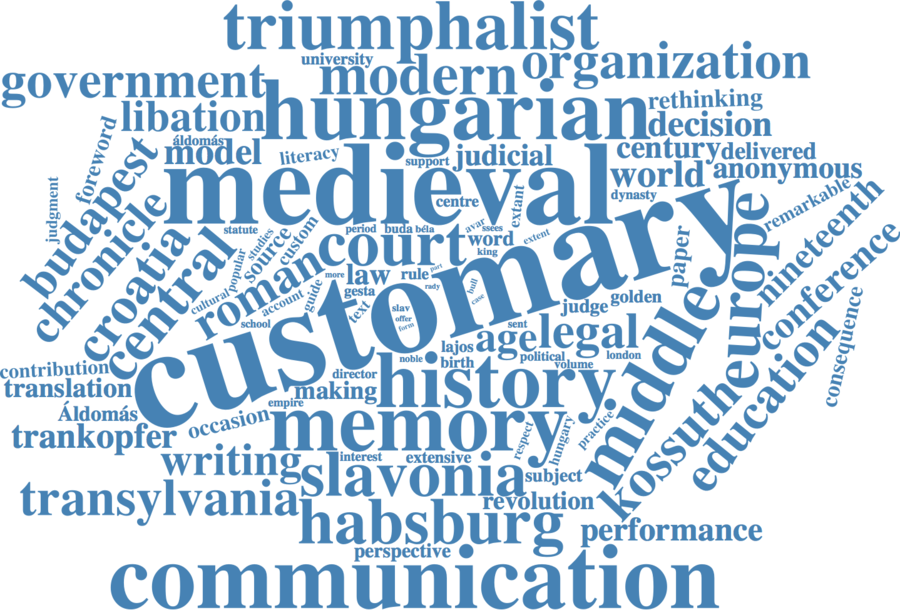 triumphalist
university
modern
organization
government
hungarian
rethinking
libation
decision
áldomás
model
literacy
support
judicial
century
delivered
foreword
budapest
medieval
world
anonymous
judgment
chronicle
centre
extant
dynasty
remarkable
croatia
central
statute
popular
studies
source
custom
period
buda
béla
avar
ssees
court
word
king
extent
customary
paper
europe
nineteenth
conference
cultural
roman
account
guide
more
law
rule
part
gesta
rady
bull
case
text
slav
offer
form
school
judge
golden
sent
age
legal
middle
consequence
contribution
lajos
birth
political
london
volume
noble
director
translation
making
history
education
Áldomás
occasion
empire
memory
kossuth
trankopfer
respect
hungary
practice
writing
interest
extensive
slavonia
subject
transylvania
revolution
habsburg
performance
perspective
communication